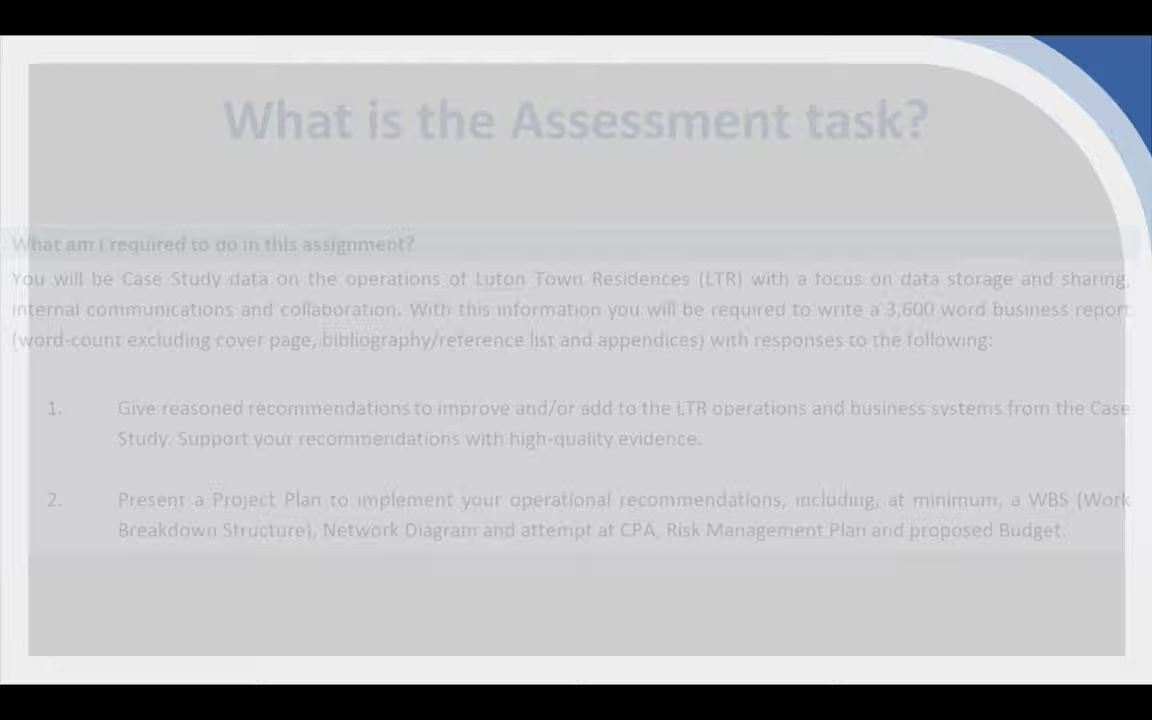 What is the Assessment task?
What am I required to do in this assignment?
You will be Case Study data on the operations of Luton Town Residences (LTR) with a focus on data storage and sharing,
internal communications and collaboration. With this information you will be required to write a 3,600 word business report
(word-count excluding cover page, bibliography/reference list and appendices) with responses to the following:
1. Give reasoned recommendations to improve and/or add to the LTR operations and business systems from the Case
Study. Support your recommendations with high-quality evidence.
2. Present a Project Plan to implement your operational recommendations, including, at minimum, a WBS (Work
Breakdown Structure), Network Diagram and attempt at CPA, Risk Management Plan and proposed Budget.